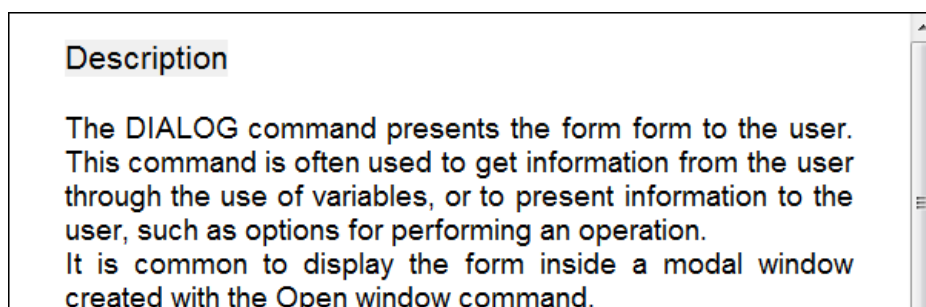 Description
The DIALOG command presents the form form to the user.
This command is often used to get information from the user
through the use of variables, or to present information to the
user, such as options for performing an operation.
It is common to display the form inside a modal window
created with the Open window command.